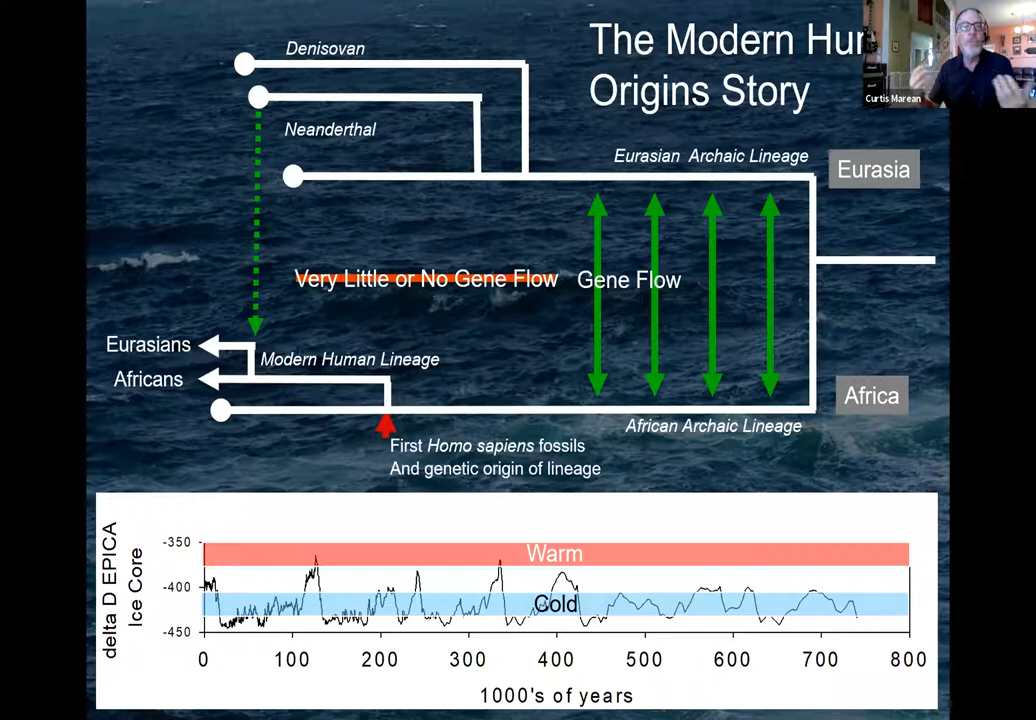 The Modern Hu
Origins Story
Curtis Marean
Denisovan
Neanderthal
Eurasian Archaic Lineage
Eurasia
Very Little or No Gene Flow
Gene Flow
Eurasians
Modern Human Lineage
Africans
Africa
African Archaic Lineage
First Homo sapiens fossils
And genetic origin of lineage
delta D EPICA
Ice Core
-350
-400
-450
Warm
Cold
0 100 200 300 400 500 600 700 800
1000's of years